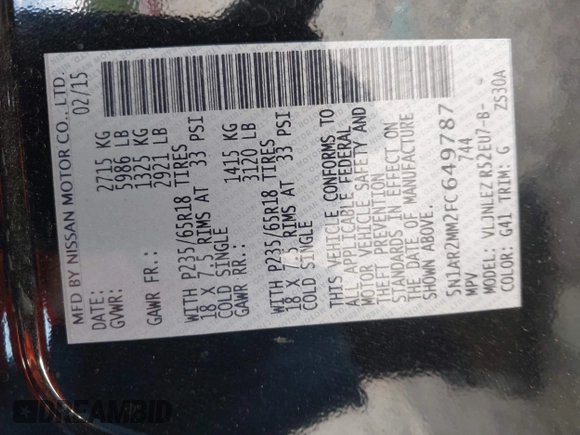 MFD BY NISSAN MOTOR CO., LTD.
DATE: 02/15
GVWR: 2715 KG
5986 LB
GAWR FR.: 1325 KG
2921 LB
WITH P235/65R18 TIRES
18 X 7.5 RIMS AT 33 PSI
COLD SINGLE
GAWR RR.: 1415 KG
3120 LB
WITH P235/65R18 TIRES
18 X 7.5 RIMS AT 33 PSI
COLD SINGLE
THIS VEHICLE CONFORMS TO
ALL APPLICABLE FEDERAL
MOTOR VEHICLE SAFETY AND
THEFT PREVENTION
STANDARDS IN EFFECT ON
THE DATE OF MANUFACTURE
SHOWN ABOVE.
5N1AR2MM2FC649787
MPV 744
MODEL: VLJNLEZ R52EU7-B-
COLOR: GAI TRIM: G ZS30A
DREAMBID